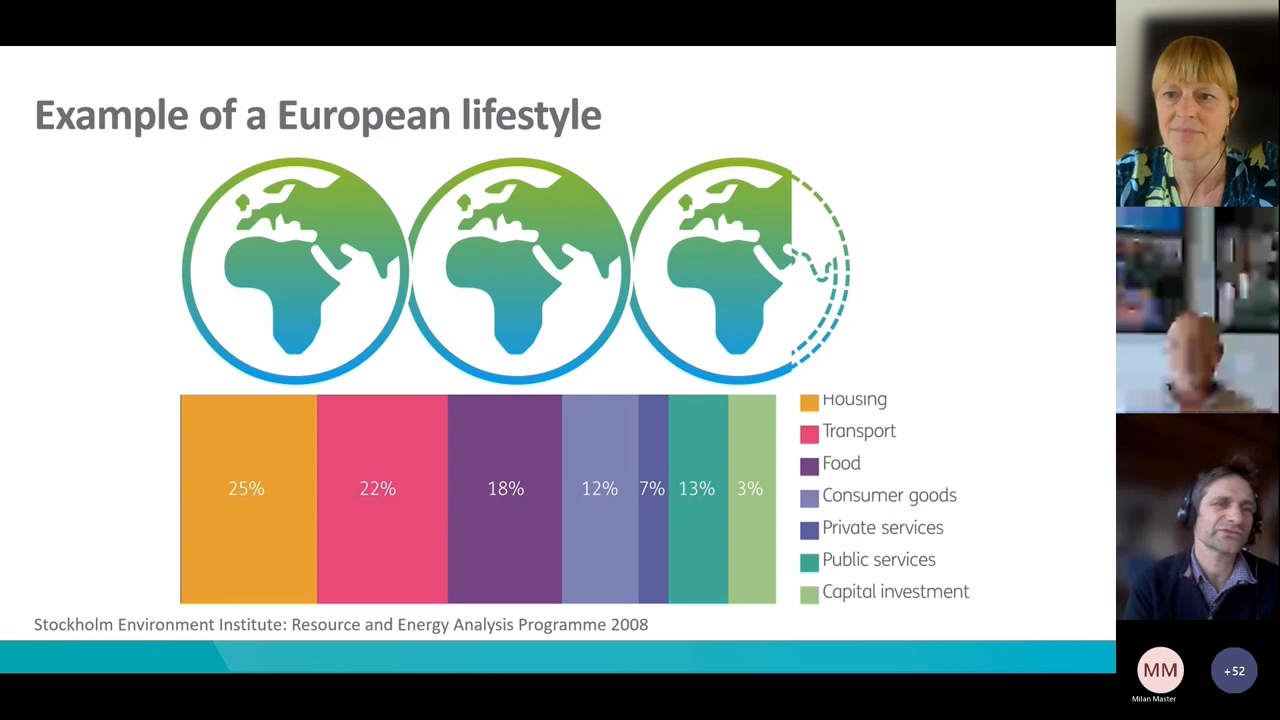 Example of a European lifestyle
25% 22% 18% 12% 7% 13% 3%
Housing
Transport
Food
Consumer goods
Private services
Public services
Capital investment
Stockholm Environment Institute: Resource and Energy Analysis Programme 2008
MM
+52
Milan Master